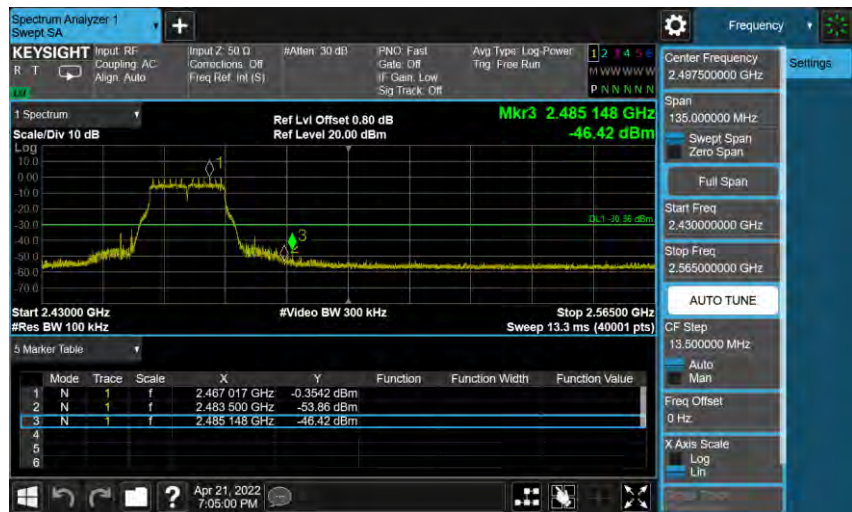 Spectrum Analyzer 1
Swept SA
Frequency
KEYSIGHT
R T
Input: RF
Coupling: AC
Align: Auto
Input Z: 50 Ω
Corrections: Off
Freq Ref: Int (S)
#Atten: 30 dB
PNO: Fast
Gate: Off
IF Gain: Low
Sig Track: Off
Avg Type: Log-Power
Trig: Free Run
1 2 3 4 5 6
M W W W W W
P N N N N N
1 Spectrum
Scale/Div 10 dB
Ref Lvl Offset 0.80 dB
Ref Level 20.00 dBm
Mkr3 2.485 148 GHz
-46.42 dBm
Log
10.0
0.00
-10.0
-20.0
-30.0
-40.0
-50.0
-60.0
-70.0
1
3
DL1 -30.36 dBm
Start 2.43000 GHz
#Res BW 100 kHz
#Video BW 300 kHz
Stop 2.56500 GHz
Sweep 13.3 ms (40001 pts)
5 Marker Table
Mode Trace Scale X Y Function Function Width Function Value
1 N 1 f 2.467 017 GHz -0.3542 dBm
2 N 1 f 2.483 500 GHz -53.86 dBm
3 N 1 f 2.485 148 GHz -46.42 dBm
4
5
6
Apr 21, 2022
7:05:00 PM
?
Center Frequency
2.497500000 GHz
Settings
Span
135.000000 MHz
Swept Span
Zero Span
Full Span
Start Freq
2.430000000 GHz
Stop Freq
2.565000000 GHz
AUTO TUNE
CF Step
13.500000 MHz
Auto
Man
Freq Offset
0 Hz
X Axis Scale
Log
Lin